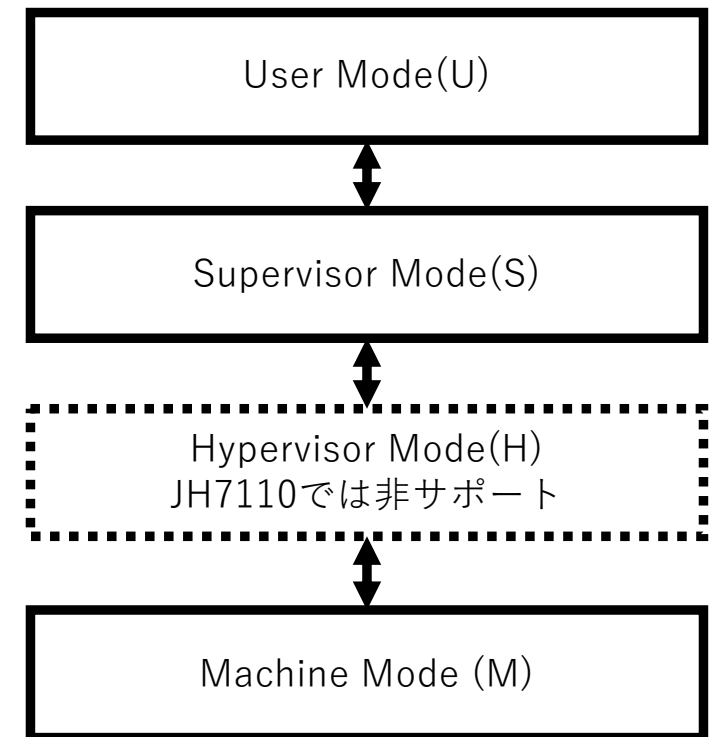 User Mode(U)
Supervisor Mode(S)
Hypervisor Mode(H)
JH7110では非サポート
Machine Mode (M)